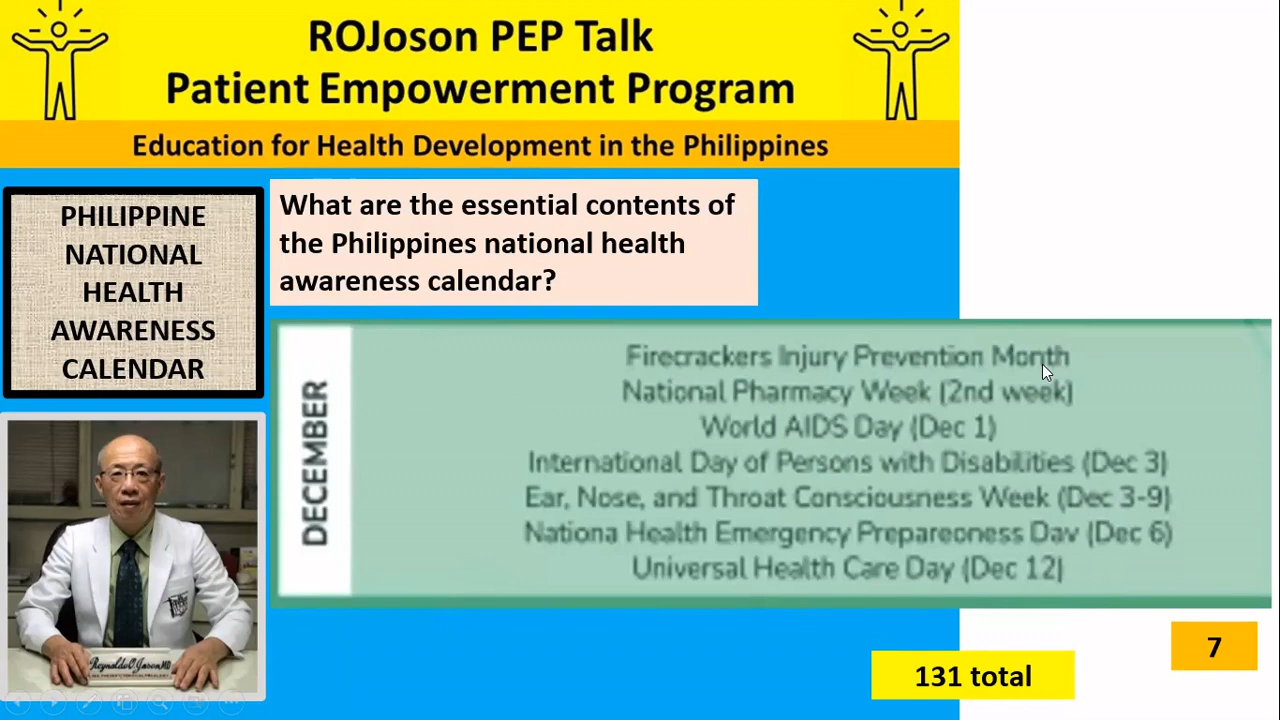 ROJoson PEP Talk
Patient Empowerment Program
Education for Health Development in the Philippines
PHILIPPINE
NATIONAL
HEALTH
AWARENESS
CALENDAR
What are the essential contents of
the Philippines national health
awareness calendar?
DECEMBER
Firecrackers Injury Prevention Month
National Pharmacy Week (2nd week)
World AIDS Day (Dec 1)
International Day of Persons with Disabilities (Dec 3)
Ear, Nose, and Throat Consciousness Week (Dec 3-9)
Nationa Health Emergency Prepareoness Dav (Dec 6)
Universal Health Care Day (Dec 12)
Reynaldo O. Joson, MD
7
131 total